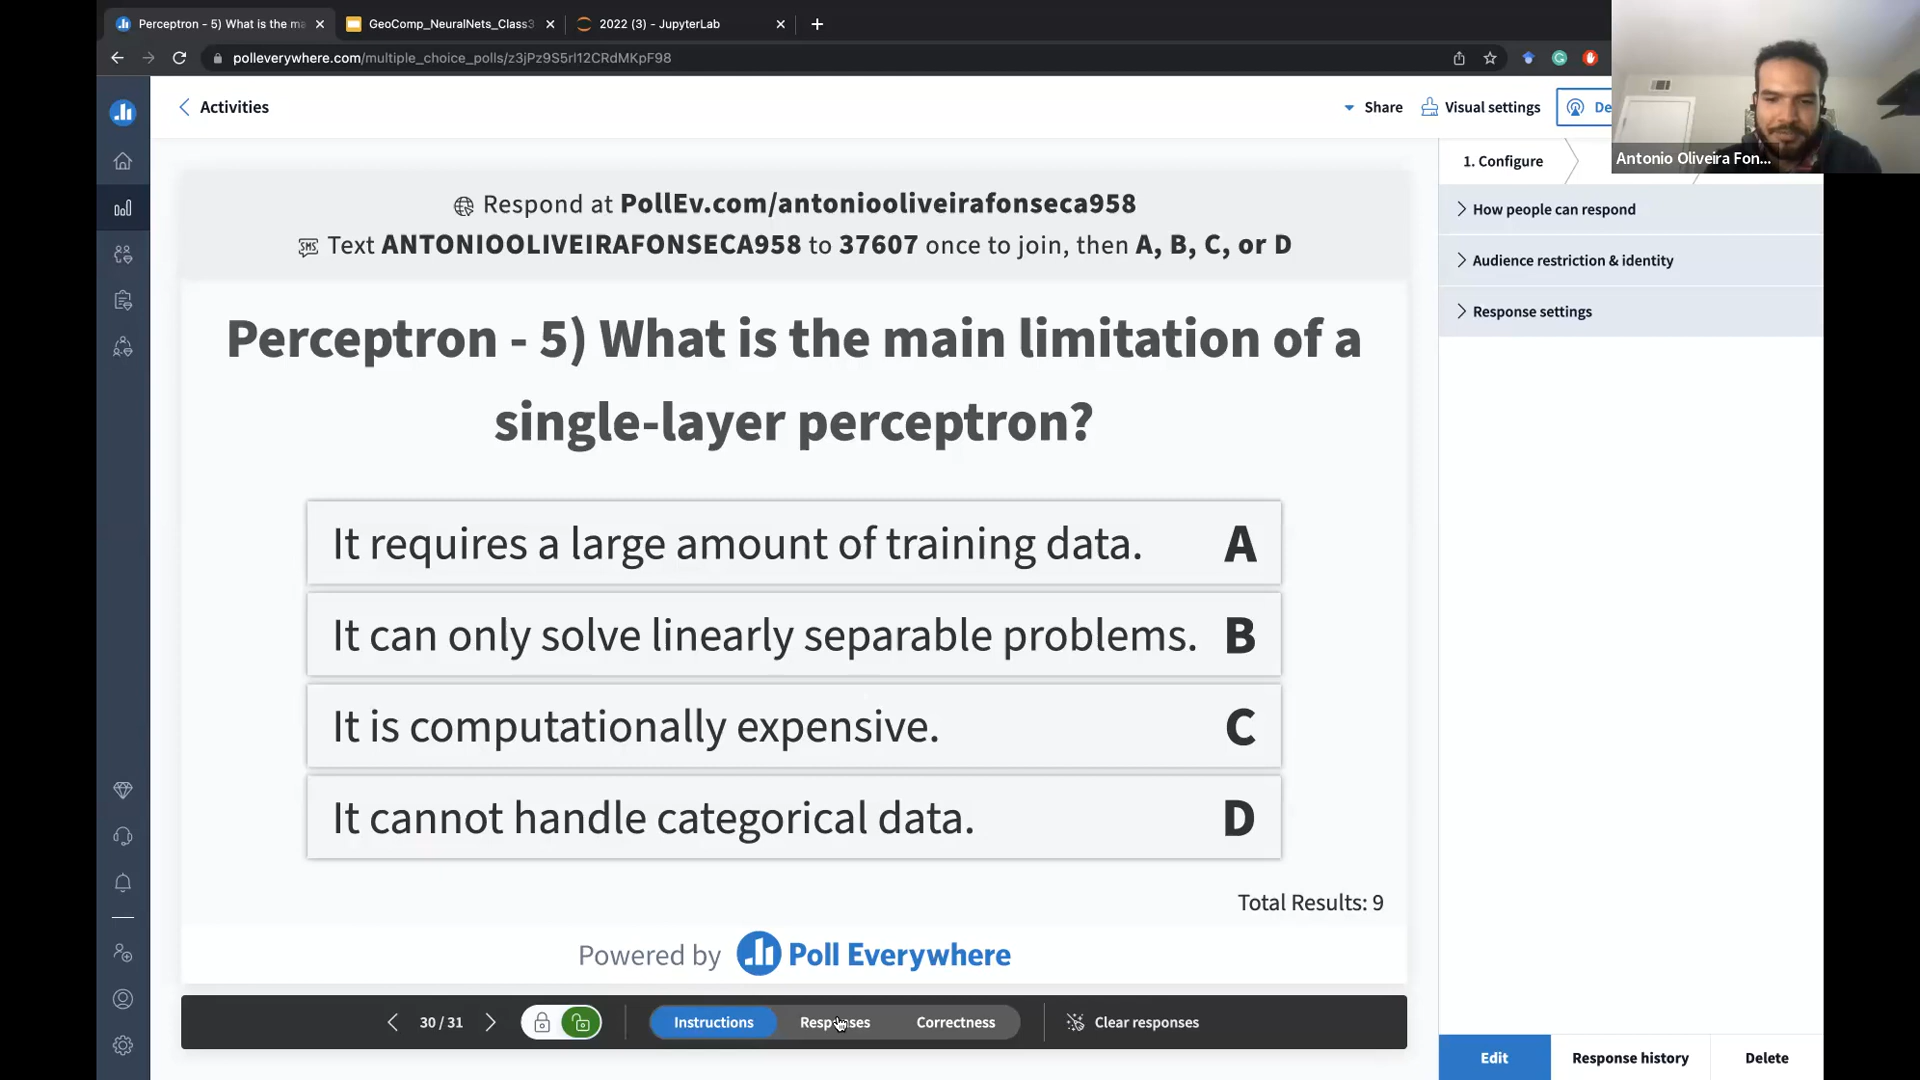 Perceptron - 5) What is the ma
GeoComp_NeuralNets_Class3
2022 (3) - JupyterLab
polleverywhere.com/multiple_choice_polls/z3jPz9S5rl12CRdMKpF98
Activities
Share
Visual settings
De
Antonio Oliveira Fon...
1. Configure
How people can respond
Audience restriction & identity
Response settings
Respond at PollEv.com/antoniooliveirafonseca958
SMS Text ANTONIOOLIVEIRAFONSECA958 to 37607 once to join, then A, B, C, or D
Perceptron - 5) What is the main limitation of a
single-layer perceptron?
It requires a large amount of training data. A
It can only solve linearly separable problems. B
It is computationally expensive. C
It cannot handle categorical data. D
Total Results: 9
Powered by Poll Everywhere
30 / 31
Instructions
Responses
Correctness
Clear responses
Edit
Response history
Delete